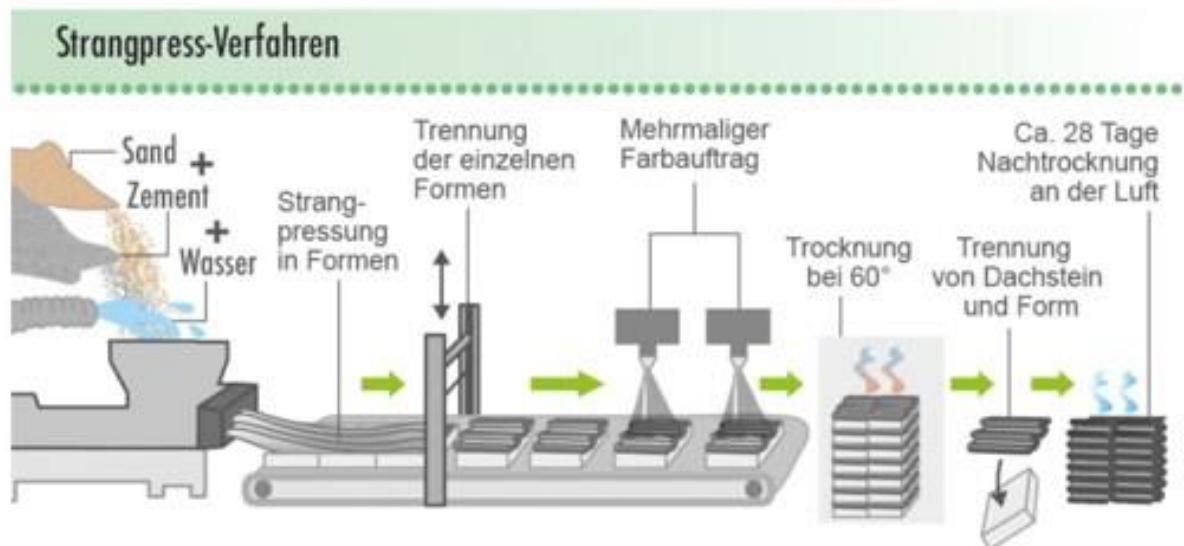 Strangpress-Verfahren
Sand +
Zement +
Wasser
Strang-
pressung
in Formen
Trennung
der einzelnen
Formen
Mehrmaliger
Farbauftrag
Trocknung
bei 60°
Trennung
von Dachstein
und Form
Ca. 28 Tage
Nachtrocknung
an der Luft